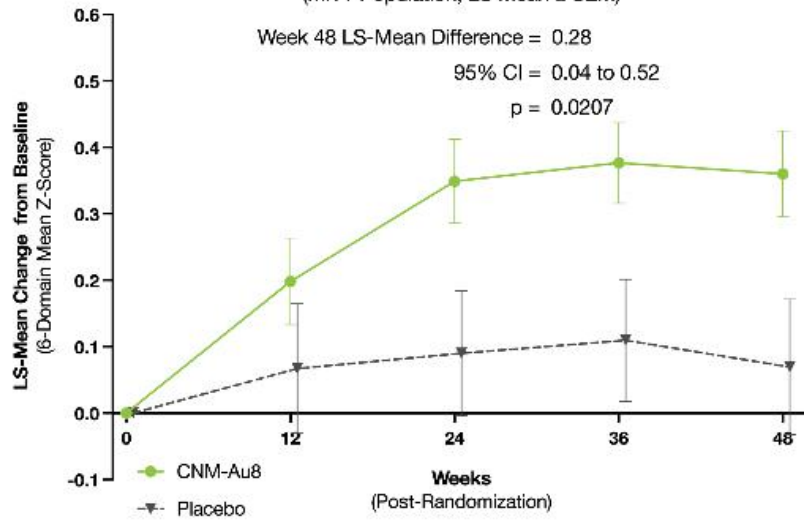 Week 48 LS-Mean Difference = 0.28
95% CI = 0.04 to 0.52
p = 0.0207
LS-Mean Change from Baseline
(6-Domain Mean Z-Score)
0.6
0.5
0.4
0.3
0.2
0.1
0.0
-0.1
0
12
24
36
48
Weeks
(Post-Randomization)
CNM-Au8
Placebo